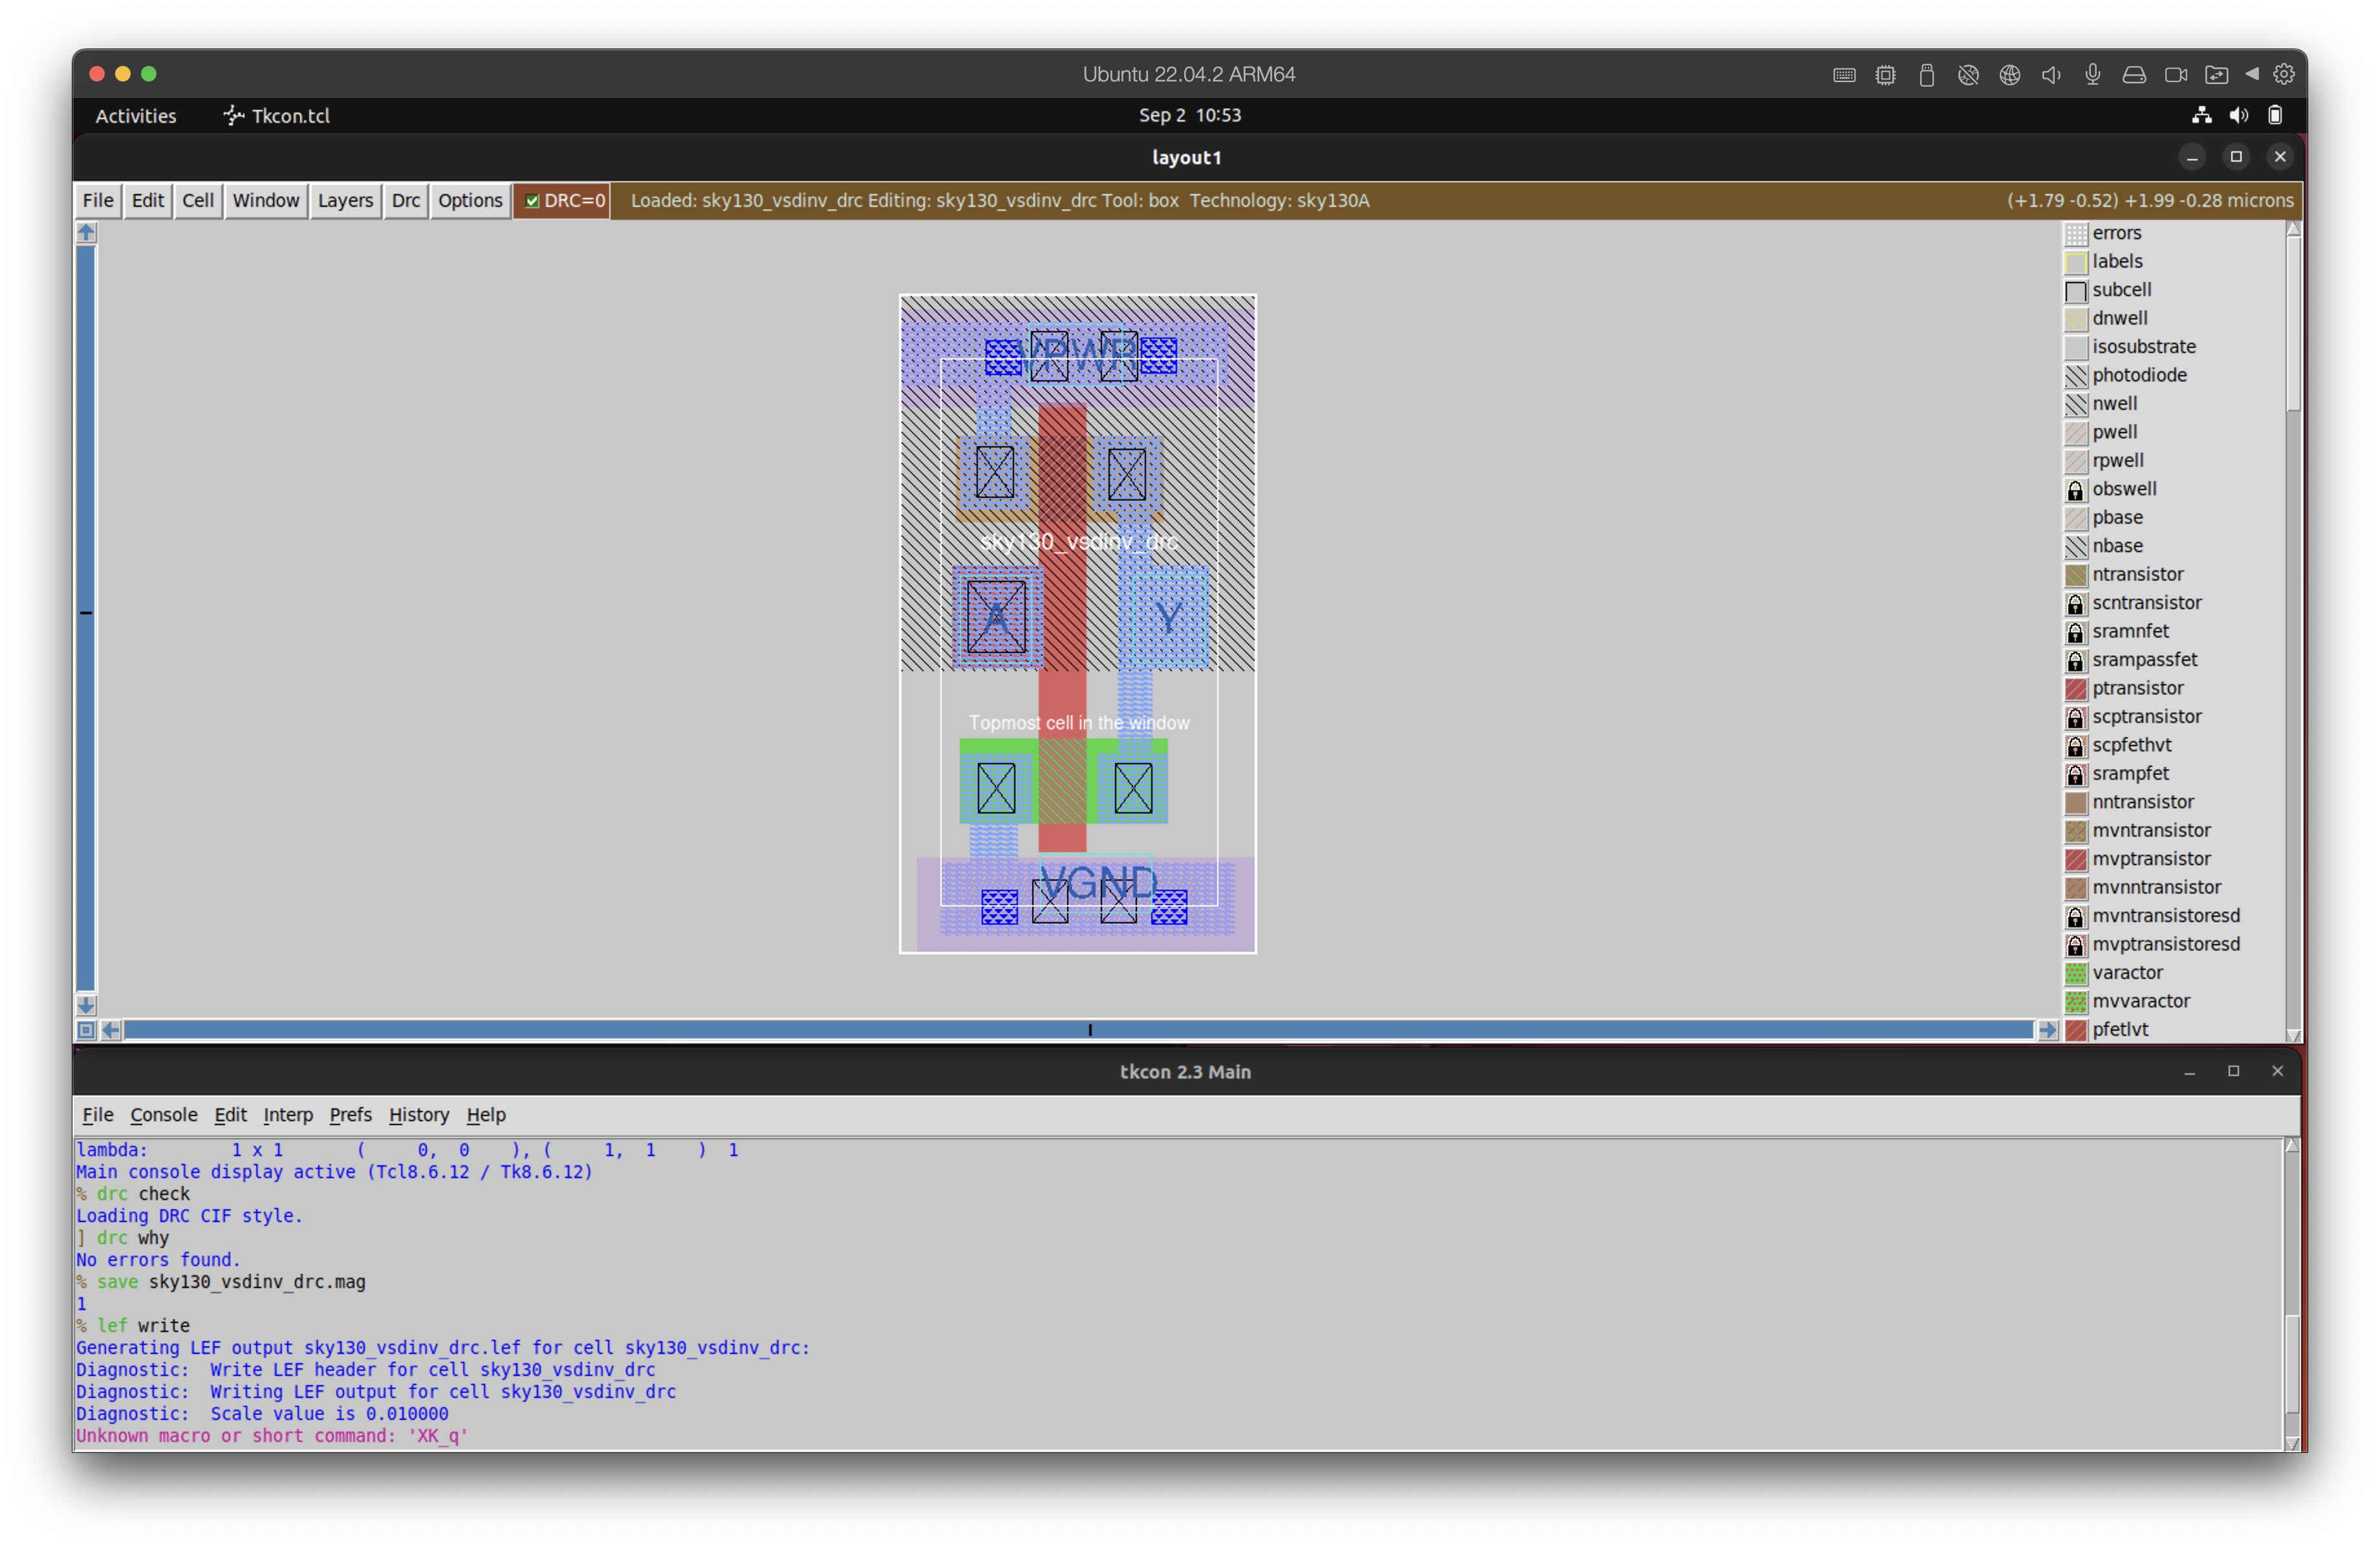 Ubuntu 22.04.2 ARM64
Activities Tkcon.tcl Sep 2 10:53
layout1
File Edit Cell Window Layers Drc Options DRC=0 Loaded: sky130_vsdinv_drc Editing: sky130_vsdinv_drc Tool: box Technology: sky130A (+1.79 -0.52) +1.99 -0.28 microns
VPWR
sky130_vsdinv_drc
A Y
Topmost cell in the window
VGND
errors
labels
subcell
dnwell
isosubstrate
photodiode
nwell
pwell
rpwell
obswell
pbase
nbase
ntransistor
scntransistor
sramnfet
srampassfet
ptransistor
scptransistor
scpfethvt
srampfet
nntransistor
mvntransistor
mvptransistor
mvnntransistor
mvntransistoresd
mvptransistoresd
varactor
mvvaractor
pfetlvt
tkcon 2.3 Main
File Console Edit Interp Prefs History Help
lambda: 1 x 1 ( 0, 0 ), ( 1, 1 ) 1
Main console display active (Tcl8.6.12 / Tk8.6.12)
% drc check
Loading DRC CIF style.
] drc why
No errors found.
% save sky130_vsdinv_drc.mag
1
% lef write
Generating LEF output sky130_vsdinv_drc.lef for cell sky130_vsdinv_drc:
Diagnostic: Write LEF header for cell sky130_vsdinv_drc
Diagnostic: Writing LEF output for cell sky130_vsdinv_drc
Diagnostic: Scale value is 0.010000
Unknown macro or short command: 'XK_q'